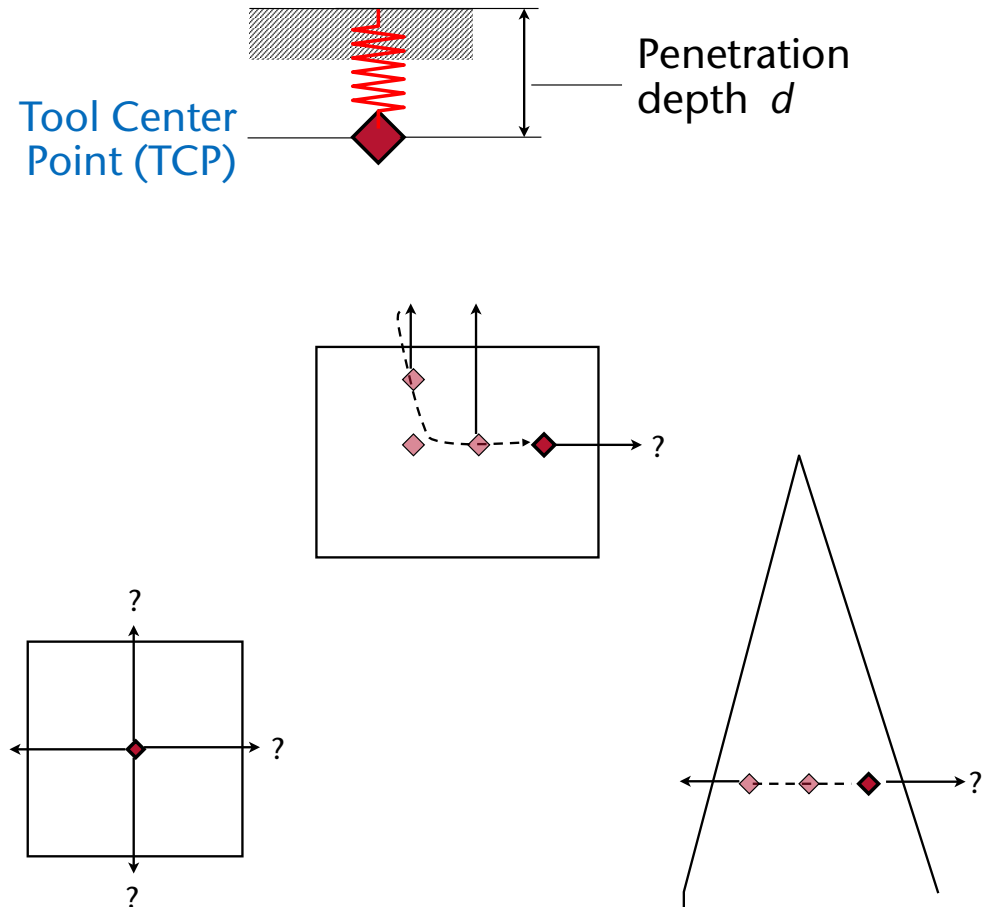 Penetration
depth d
Tool Center
Point (TCP)
?
?
?
?
?